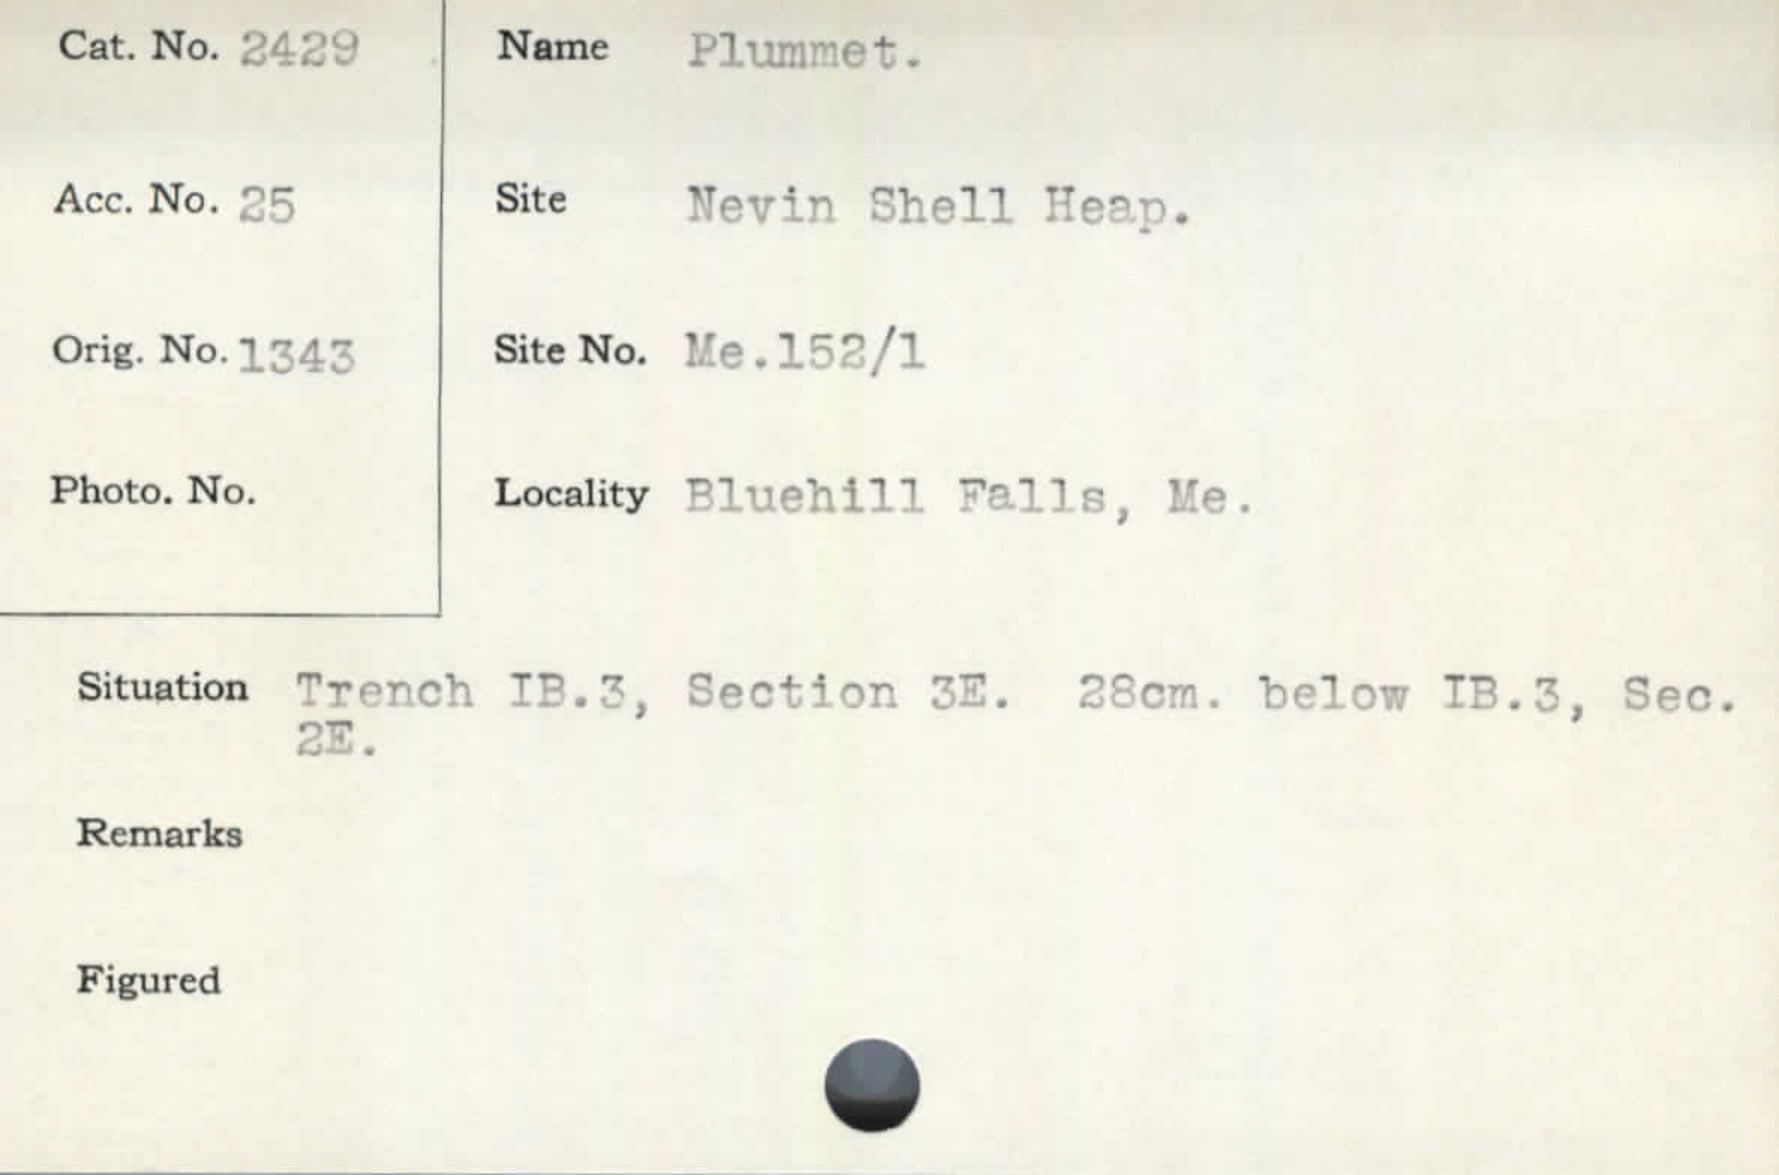 Cat. No. 2429
Name Plummet.
Acc. No. 25
Site Nevin Shell Heap.
Orig. No. 1343
Site No. Me.152/1
Photo. No.
Locality Bluehill Falls, Me.
Situation Trench IB.3, Section 3E. 28cm. below IB.3, Sec.
2E.
Remarks
Figured